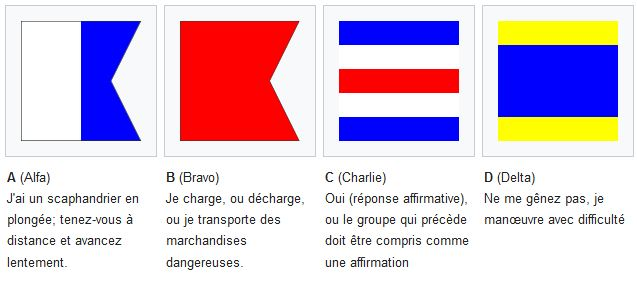 A (Alfa)
J'ai un scaphandrier en
plongée; tenez-vous à
distance et avancez
lentement.
B (Bravo)
Je charge, ou décharge,
ou je transporte des
marchandises
dangereuses.
C (Charlie)
Oui (réponse affirmative),
ou le groupe qui précède
doit être compris comme
une affirmation
D (Delta)
Ne me gênez pas, je
manœuvre avec difficulté